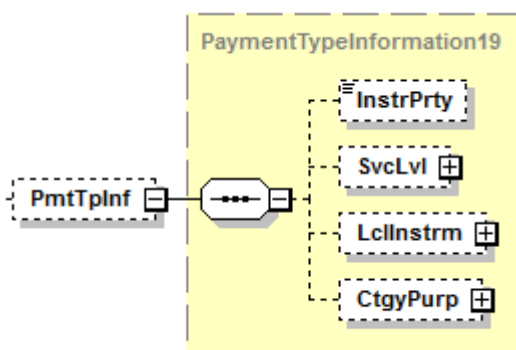 PaymentTypeInformation19
InstrPrty
SvcLvl
PmtTpInf
LclInstrm
CtgyPurp